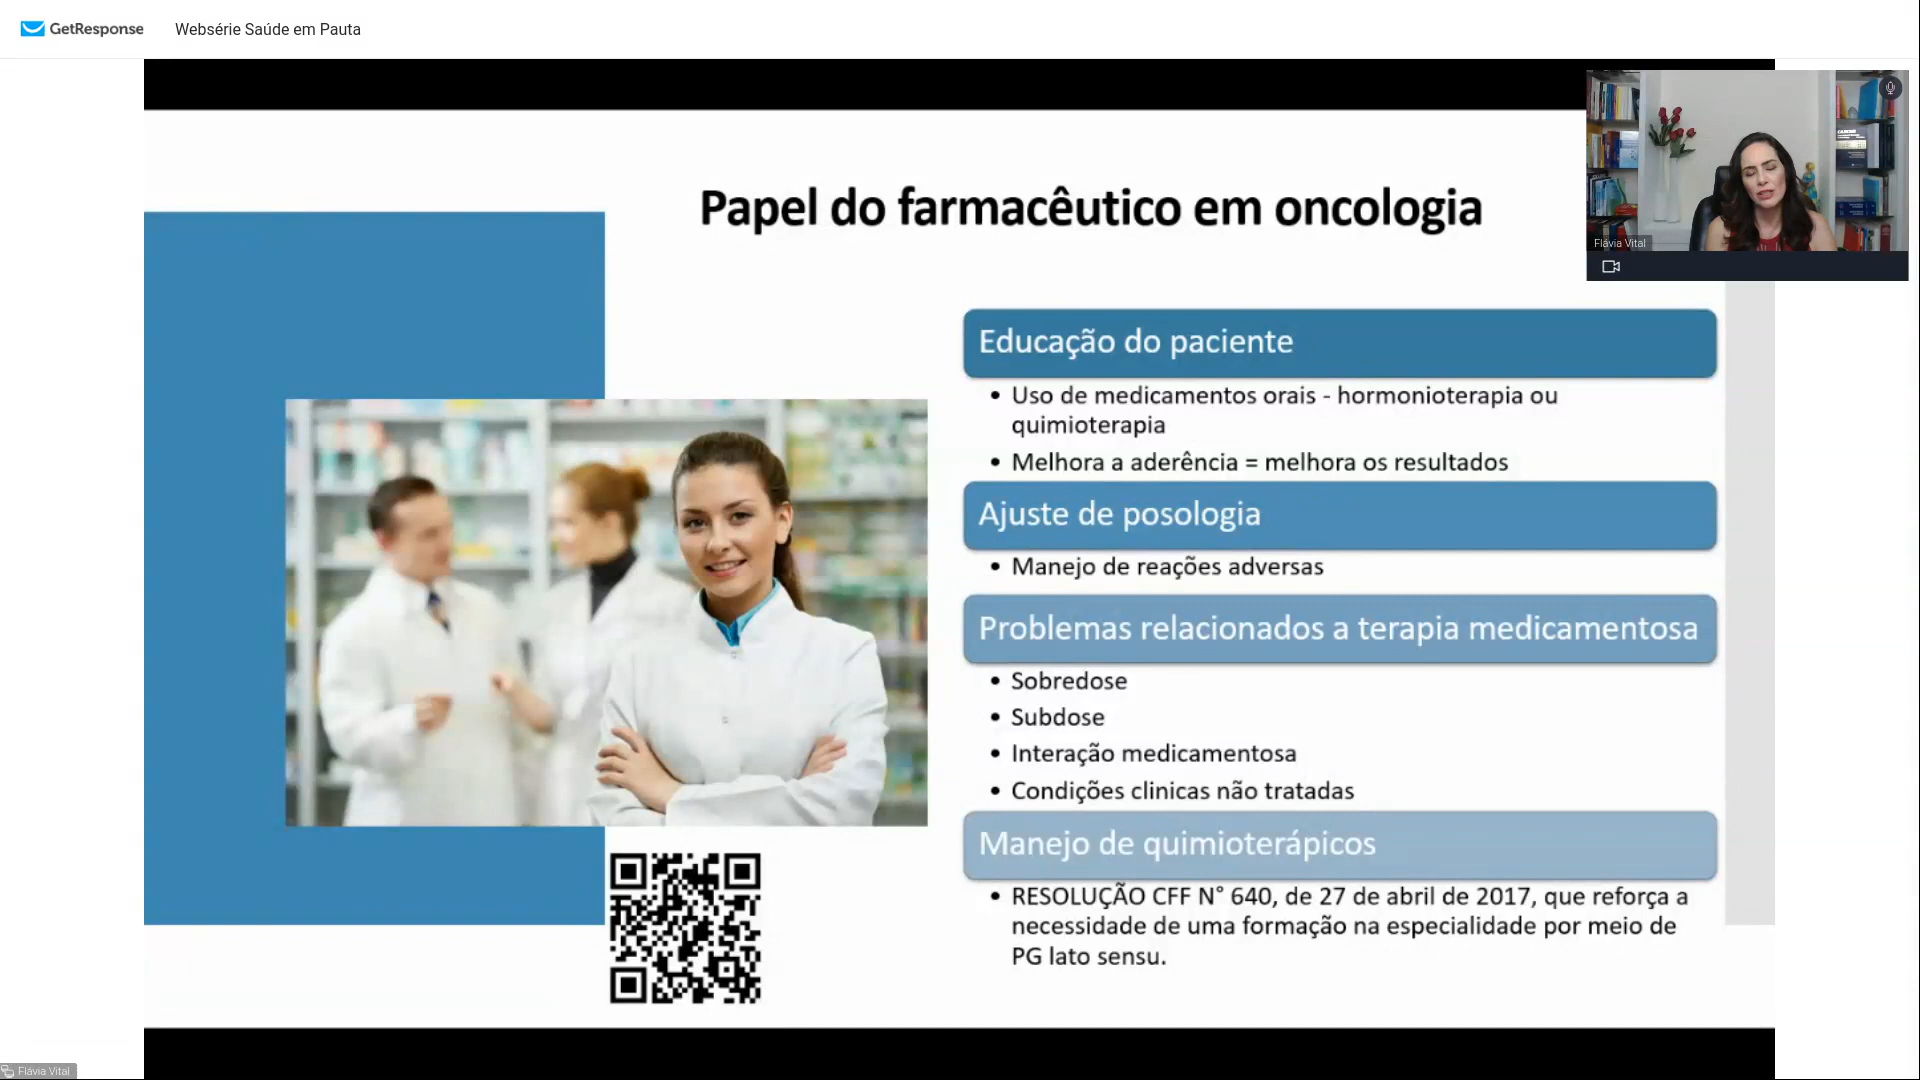 GetResponse
Websérie Saúde em Pauta
Flávia Vital
Papel do farmacêutico em oncologia
Educação do paciente
• Uso de medicamentos orais - hormonioterapia ou
quimioterapia
• Melhora a aderência = melhora os resultados
Ajuste de posologia
• Manejo de reações adversas
Problemas relacionados a terapia medicamentosa
• Sobredose
• Subdose
• Interação medicamentosa
• Condições clinicas não tratadas
Manejo de quimioterápicos
• RESOLUÇÃO CFF N° 640, de 27 de abril de 2017, que reforça a
necessidade de uma formação na especialidade por meio de
PG lato sensu.
Flávia Vital